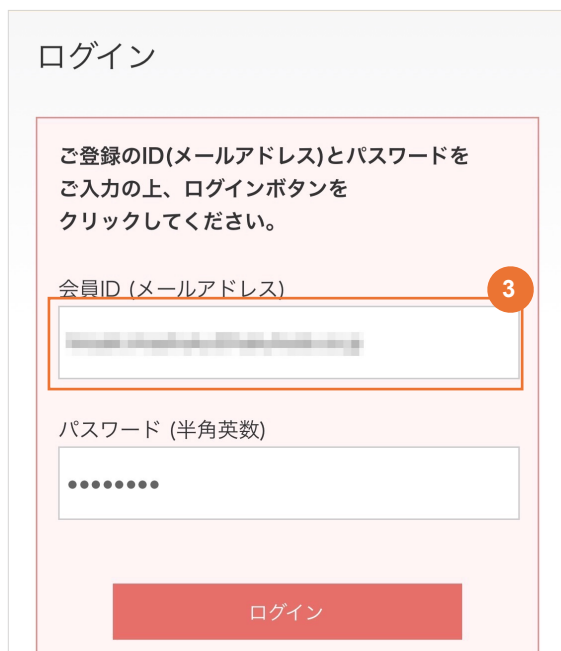 ログイン
ご登録のID(メールアドレス)とパスワードを
ご入力の上、ログインボタンを
クリックしてください。
会員ID (メールアドレス)
3
パスワード (半角英数)
••••••••
ログイン